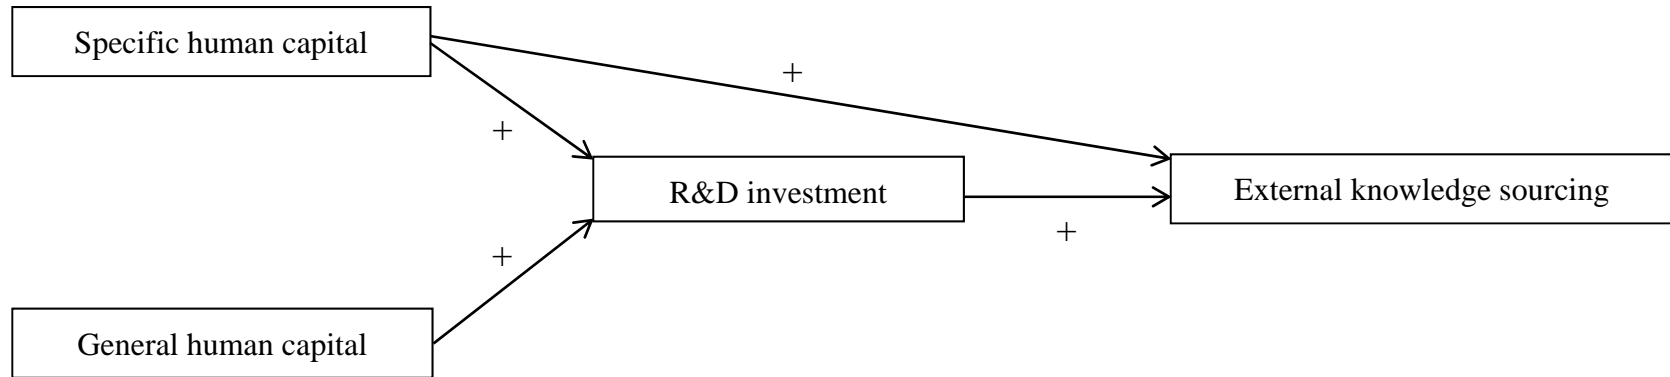 Specific human capital
+
+
R&D investment
External knowledge sourcing
+
+
General human capital